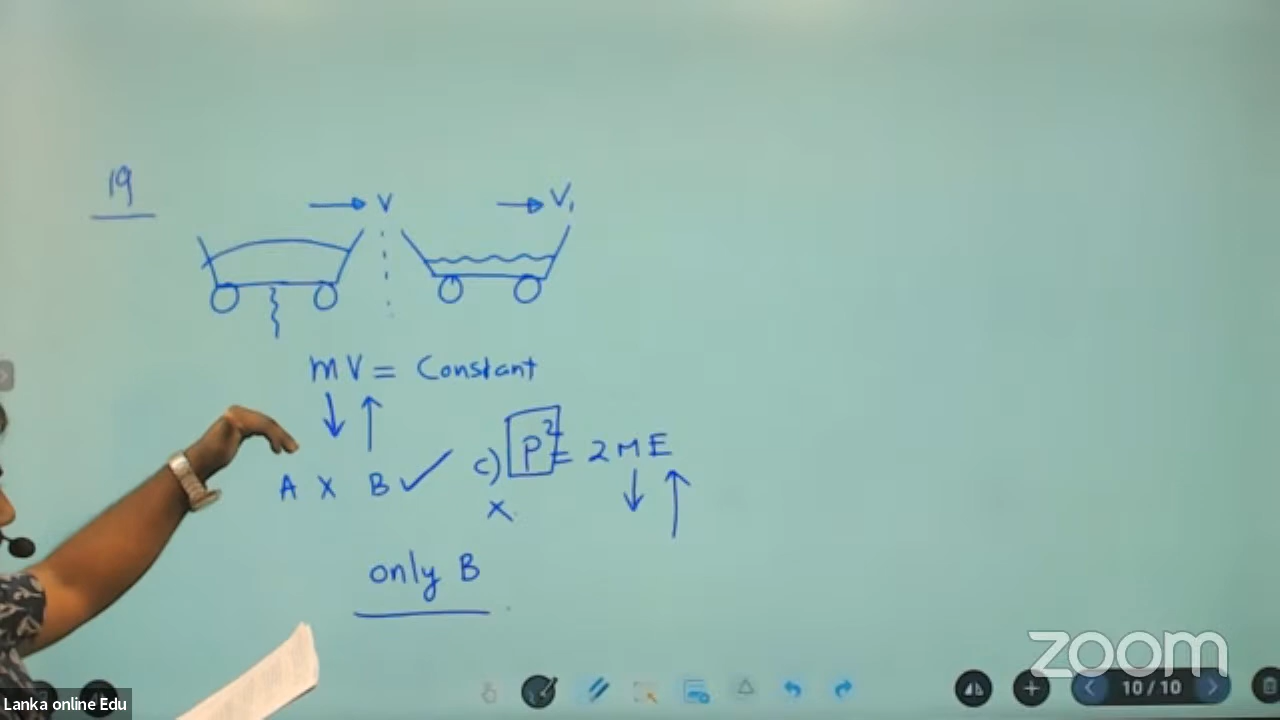 19
V
V₁
mV = Constant
↓ ↑
A X B ✓ c) P² = 2ME
X ↓ ↑
only B
zoom
10/10
Lanka online Edu